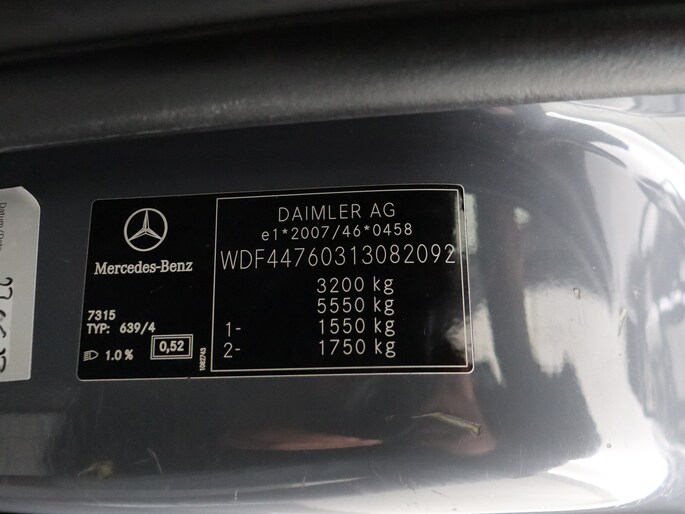 DAIMLER AG
e1*2007/46*0458
WDF44760313082092
3200 kg
5550 kg
1- 1550 kg
2- 1750 kg
Mercedes-Benz
7315
TYP: 639/4
1.0 % 0,52
1082743